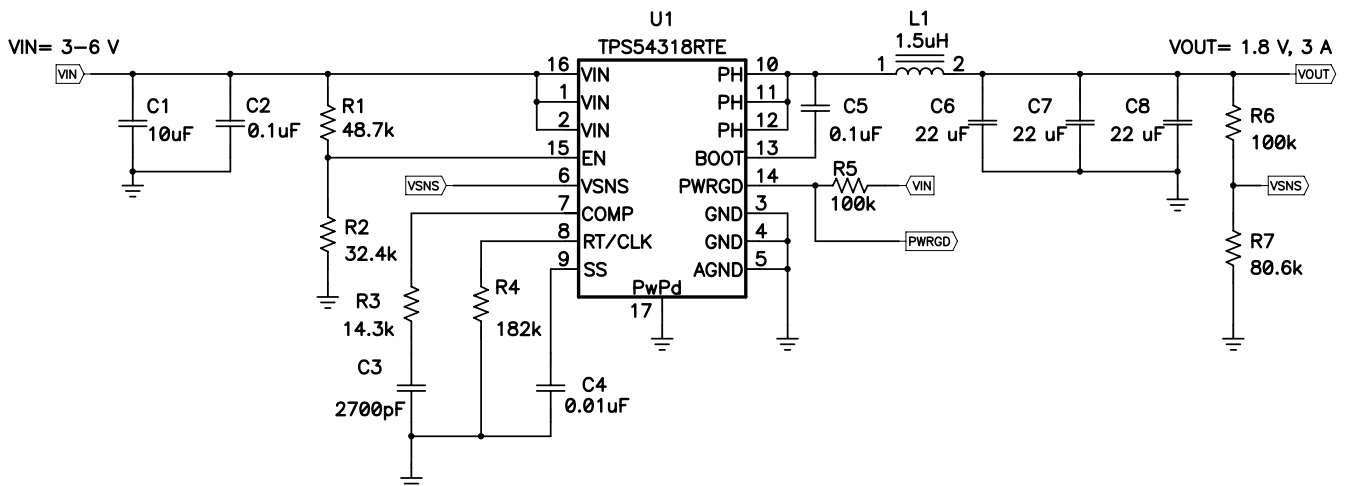 U1
TPS54318RTE
L1
1.5uH
VIN= 3-6 V
VOUT= 1.8 V, 3 A
VIN
VOUT
C1
10uF
C2
0.1uF
R1
48.7k
R2
32.4k
VSNS
R3
14.3k
C3
2700pF
R4
182k
C4
0.01uF
16 VIN
1 VIN
2 VIN
15 EN
6 VSNS
7 COMP
8 RT/CLK
9 SS
PH 10
PH 11
PH 12
BOOT 13
PWRGD 14
GND 3
GND 4
AGND 5
PwPd
17
1 2
C5
0.1uF
R5
100k
VIN
PWRGD
C6
22 uF
C7
22 uF
C8
22 uF
R6
100k
VSNS
R7
80.6k